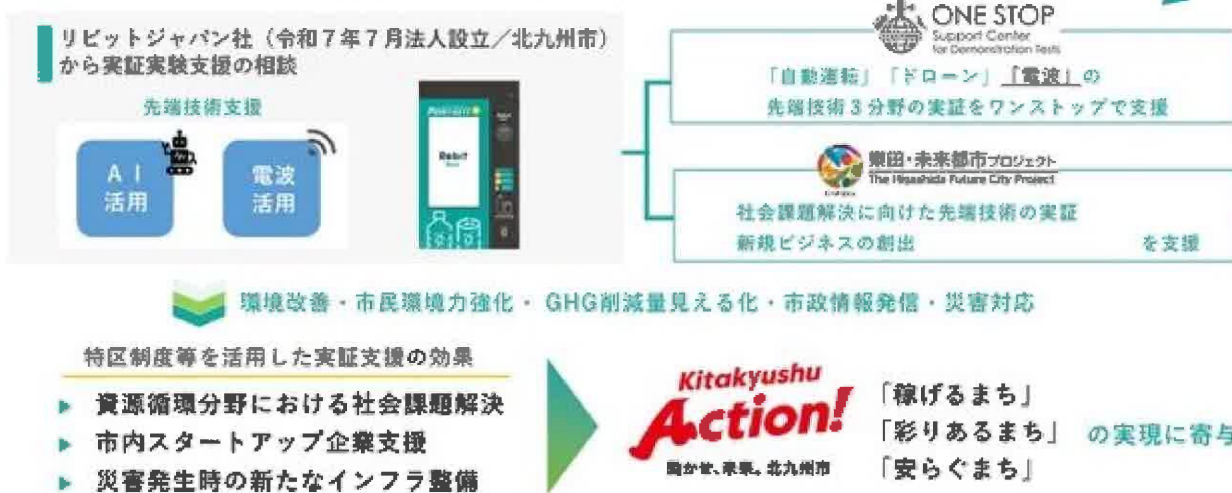 リビットジャパン社（令和７年７月法人設立／北九州市）
から実証実験支援の相談
先端技術支援
ＡＩ
活用
電波
活用
Rebit
ONE STOP
Support Center
for Demonstration Tests
「自動運転」「ドローン」「電波」の
先端技術３分野の実証をワンストップで支援
東田・未来都市プロジェクト
The Higashida Future City Project
社会課題解決に向けた先端技術の実証
新規ビジネスの創出　を支援
環境改善・市民環境力強化・ GHG削減量見える化・市政情報発信・災害対応
特区制度等を活用した実証支援の効果
資源循環分野における社会課題解決
市内スタートアップ企業支援
災害発生時の新たなインフラ整備
Kitakyushu
Action!
動かせ、未来。北九州市
「稼げるまち」
「彩りあるまち」 の実現に寄与
「安らぐまち」